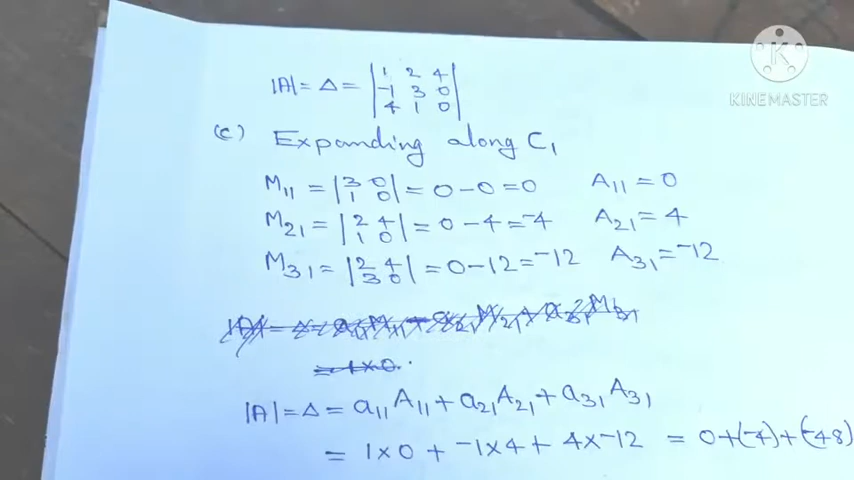 |A| = Δ = | 1 2 4 |
| -1 3 0 |
| 4 1 0 |
KINEMASTER
(c) Expanding along C₁
M₁₁ = | 3 0 | = 0 - 0 = 0 A₁₁ = 0
| 1 0 |
M₂₁ = | 2 4 | = 0 - 4 = -4 A₂₁ = 4
| 1 0 |
M₃₁ = | 2 4 | = 0 - 12 = -12 A₃₁ = -12
| 3 0 |
= 1 × 0
|A| = Δ = a₁₁A₁₁ + a₂₁A₂₁ + a₃₁A₃₁
= 1×0 + -1×4 + 4×-12 = 0+(-4)+(-48)